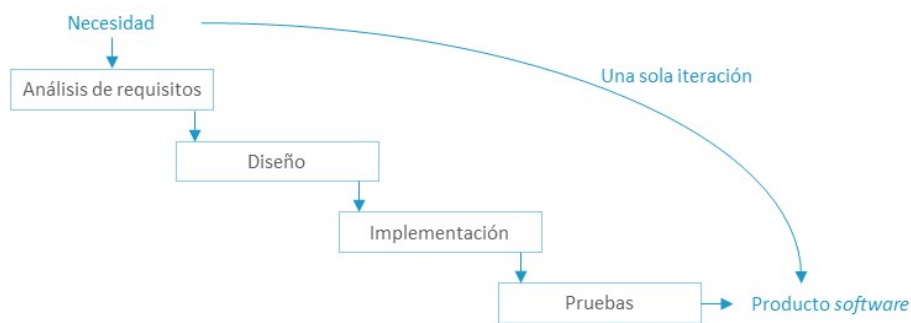 Necesidad
Una sola iteración
Análisis de requisitos
Diseño
Implementación
Pruebas
Producto software